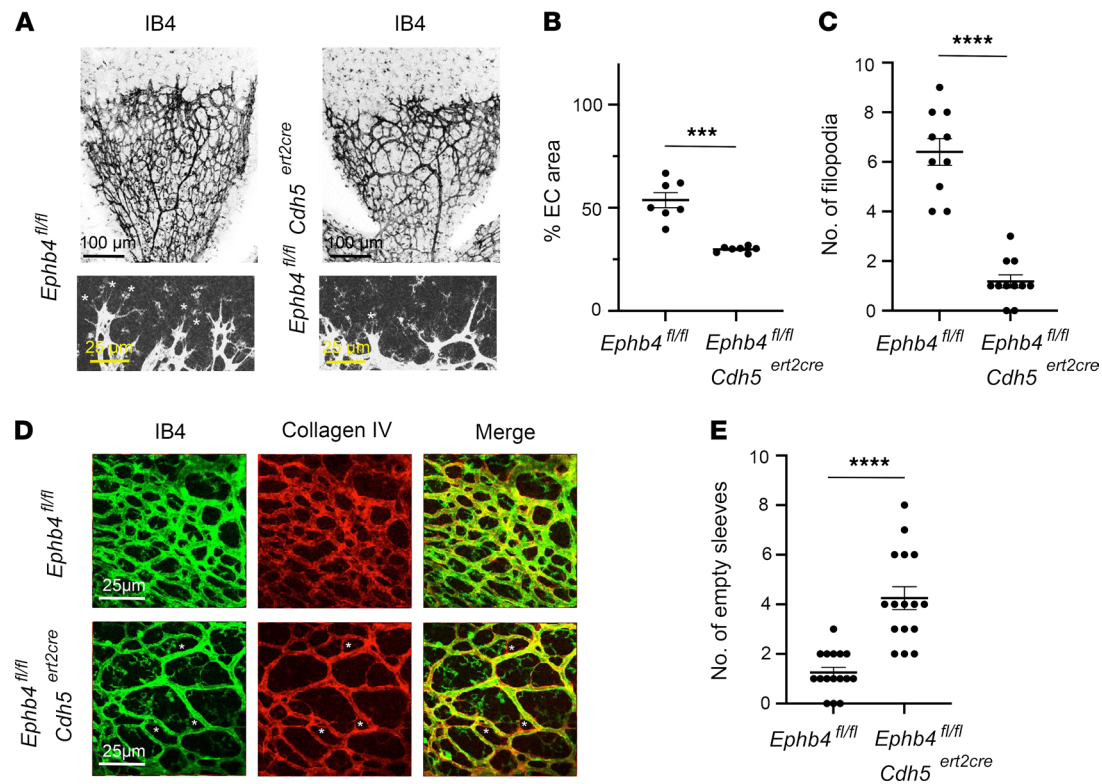 A
IB4
IB4
Ephb4 fl/fl
100 µm
25 µm
Ephb4 fl/fl Cdh5 ert2cre
100 µm
25 µm
* * * * * *
*
B
% EC area
100
50
0
***
Ephb4 fl/fl
Ephb4 fl/fl
Cdh5 ert2cre
C
No. of filopodia
10
8
6
4
2
0
****
Ephb4 fl/fl
Ephb4 fl/fl
Cdh5 ert2cre
D
IB4
Collagen IV
Merge
Ephb4 fl/fl
25µm
Ephb4 fl/fl
Cdh5 ert2cre
25µm
* * *
* * *
* * *
E
No. of empty sleeves
10
8
6
4
2
0
****
Ephb4 fl/fl
Ephb4 fl/fl
Cdh5 ert2cre